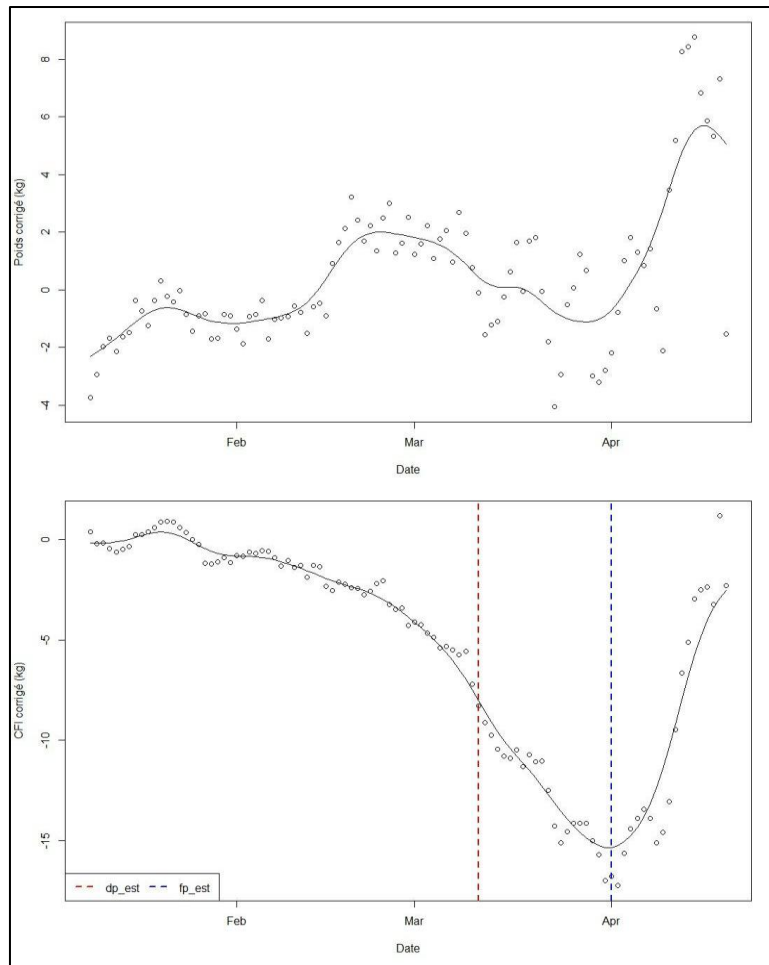 Poids corrigé (kg)
8
6
4
2
0
-2
-4
Feb
Mar
Apr
Date
CFI corrigé (kg)
0
-5
-10
-15
dp_est
fp_est
Feb
Mar
Apr
Date